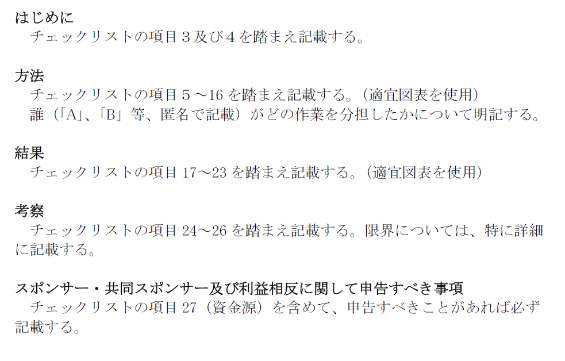 はじめに
チェックリストの項目３及び４を踏まえ記載する。
方法
チェックリストの項目５～16 を踏まえ記載する。（適宜図表を使用）
誰（「A」、「B」等、匿名で記載）がどの作業を分担したかについて明記する。
結果
チェックリストの項目 17～23 を踏まえ記載する。（適宜図表を使用）
考察
チェックリストの項目 24～26 を踏まえ記載する。限界については、特に詳細
に記載する。
スポンサー・共同スポンサー及び利益相反に関して申告すべき事項
チェックリストの項目 27（資金源）を含めて、申告すべきことがあれば必ず
記載する。